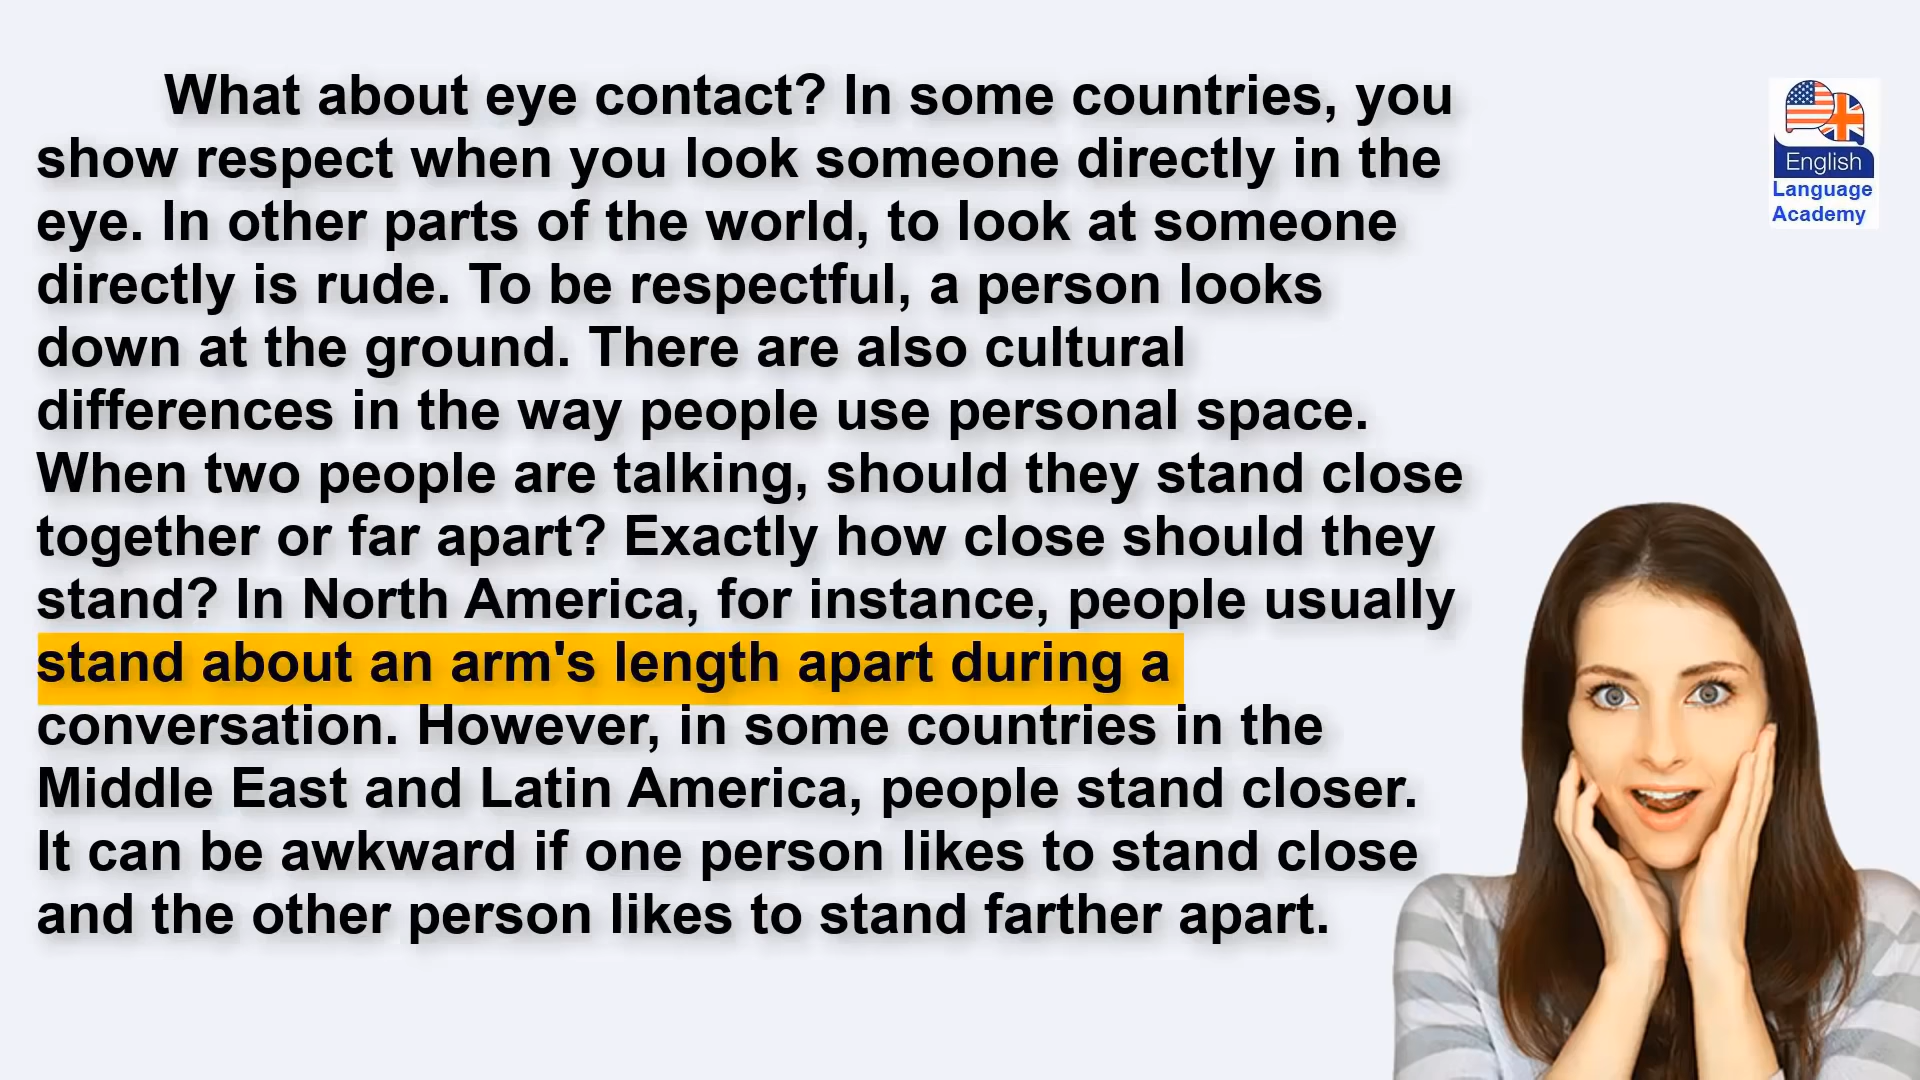 What about eye contact? In some countries, you
show respect when you look someone directly in the
eye. In other parts of the world, to look at someone
directly is rude. To be respectful, a person looks
down at the ground. There are also cultural
differences in the way people use personal space.
When two people are talking, should they stand close
together or far apart? Exactly how close should they
stand? In North America, for instance, people usually
stand about an arm's length apart during a
conversation. However, in some countries in the
Middle East and Latin America, people stand closer.
It can be awkward if one person likes to stand close
and the other person likes to stand farther apart.
English
Language
Academy